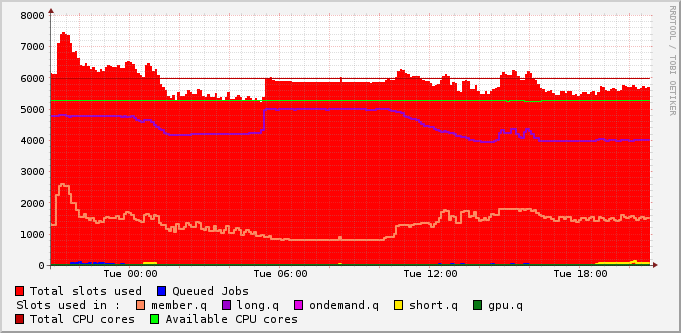 8000
7000
6000
5000
4000
3000
2000
1000
0
Tue 00:00 Tue 06:00 Tue 12:00 Tue 18:00
Total slots used Queued Jobs
Slots used in : member.q long.q ondemand.q short.q gpu.q
Total CPU cores Available CPU cores
RRDTOOL / TOBI OETIKER